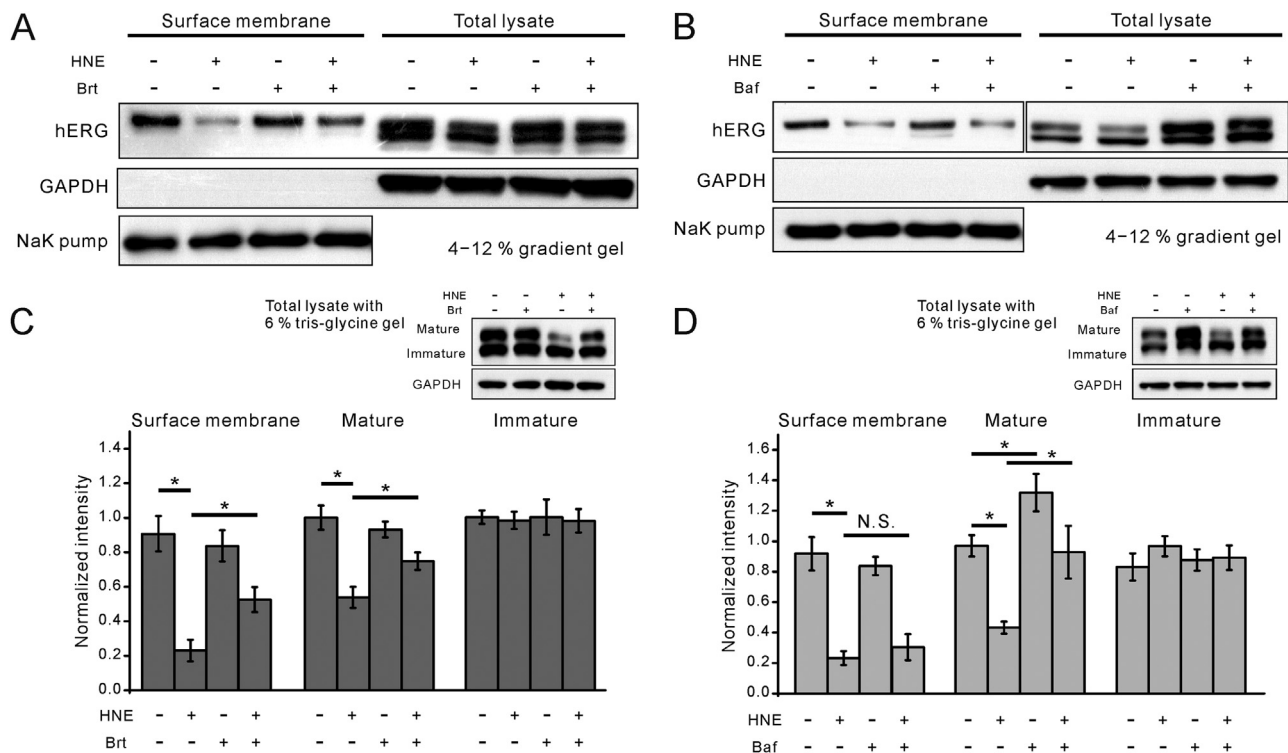 A
Surface membrane Total lysate
HNE - + - + - + - +
Brt - - + + - - + +
hERG
GAPDH
NaK pump
4–12 % gradient gel
B
Surface membrane Total lysate
HNE - + - + - + - +
Baf - - + + - - + +
hERG
GAPDH
NaK pump
4–12 % gradient gel
C
Total lysate with
6 % tris-glycine gel
HNE - - + +
Brt - + - +
Mature
Immature
GAPDH
Surface membrane Mature Immature
Normalized intensity
1.4
1.2
1.0
0.8
0.6
0.4
0.2
0.0
* * * *
HNE - + - + - + - + - + - +
Brt - - + + - - + + - - + +
D
Total lysate with
6 % tris-glycine gel
HNE - - + +
Baf - + - +
Mature
Immature
GAPDH
Surface membrane Mature Immature
Normalized intensity
1.6
1.4
1.2
1.0
0.8
0.6
0.4
0.2
0.0
* N.S. * * *
HNE - + - + - + - + - + - +
Baf - - + + - - + + - - + +